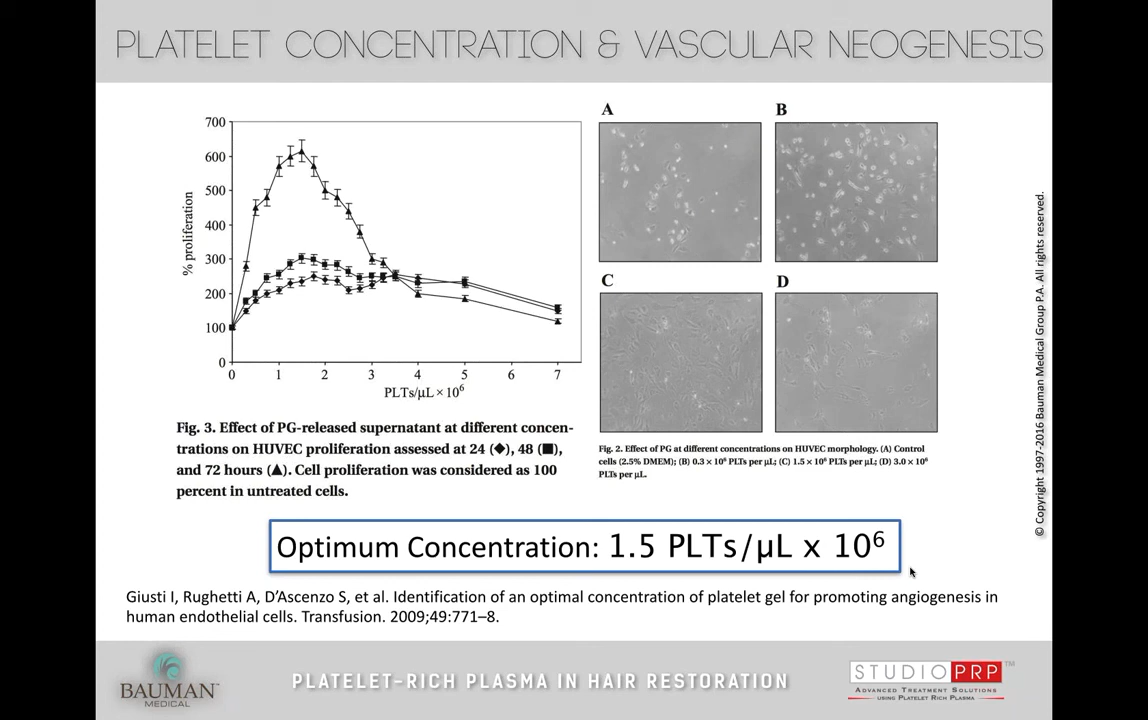 PLATELET CONCENTRATION & VASCULAR NEOGENESIS
700
600
500
400
300
200
100
0
% proliferation
0 1 2 3 4 5 6 7
PLTs/µL × 10⁶
Fig. 3. Effect of PG-released supernatant at different concen-
trations on HUVEC proliferation assessed at 24 (◆), 48 (■),
and 72 hours (▲). Cell proliferation was considered as 100
percent in untreated cells.
A
B
C
D
Fig. 2. Effect of PG at different concentrations on HUVEC morphology. (A) Control
cells (2.5% DMEM); (B) 0.3 × 10⁶ PLTs per µL; (C) 1.5 × 10⁶ PLTs per µL; (D) 3.0 × 10⁶
PLTs per µL.
© Copyright 1997-2016 Bauman Medical Group P.A. All rights reserved.
Optimum Concentration: 1.5 PLTs/µL x 10⁶
Giusti I, Rughetti A, D’Ascenzo S, et al. Identification of an optimal concentration of platelet gel for promoting angiogenesis in
human endothelial cells. Transfusion. 2009;49:771–8.
BAUMAN™
MEDICAL
PLATELET-RICH PLASMA IN HAIR RESTORATION
STUDIO PRP™
ADVANCED TREATMENT SOLUTIONS
USING PLATELET RICH PLASMA